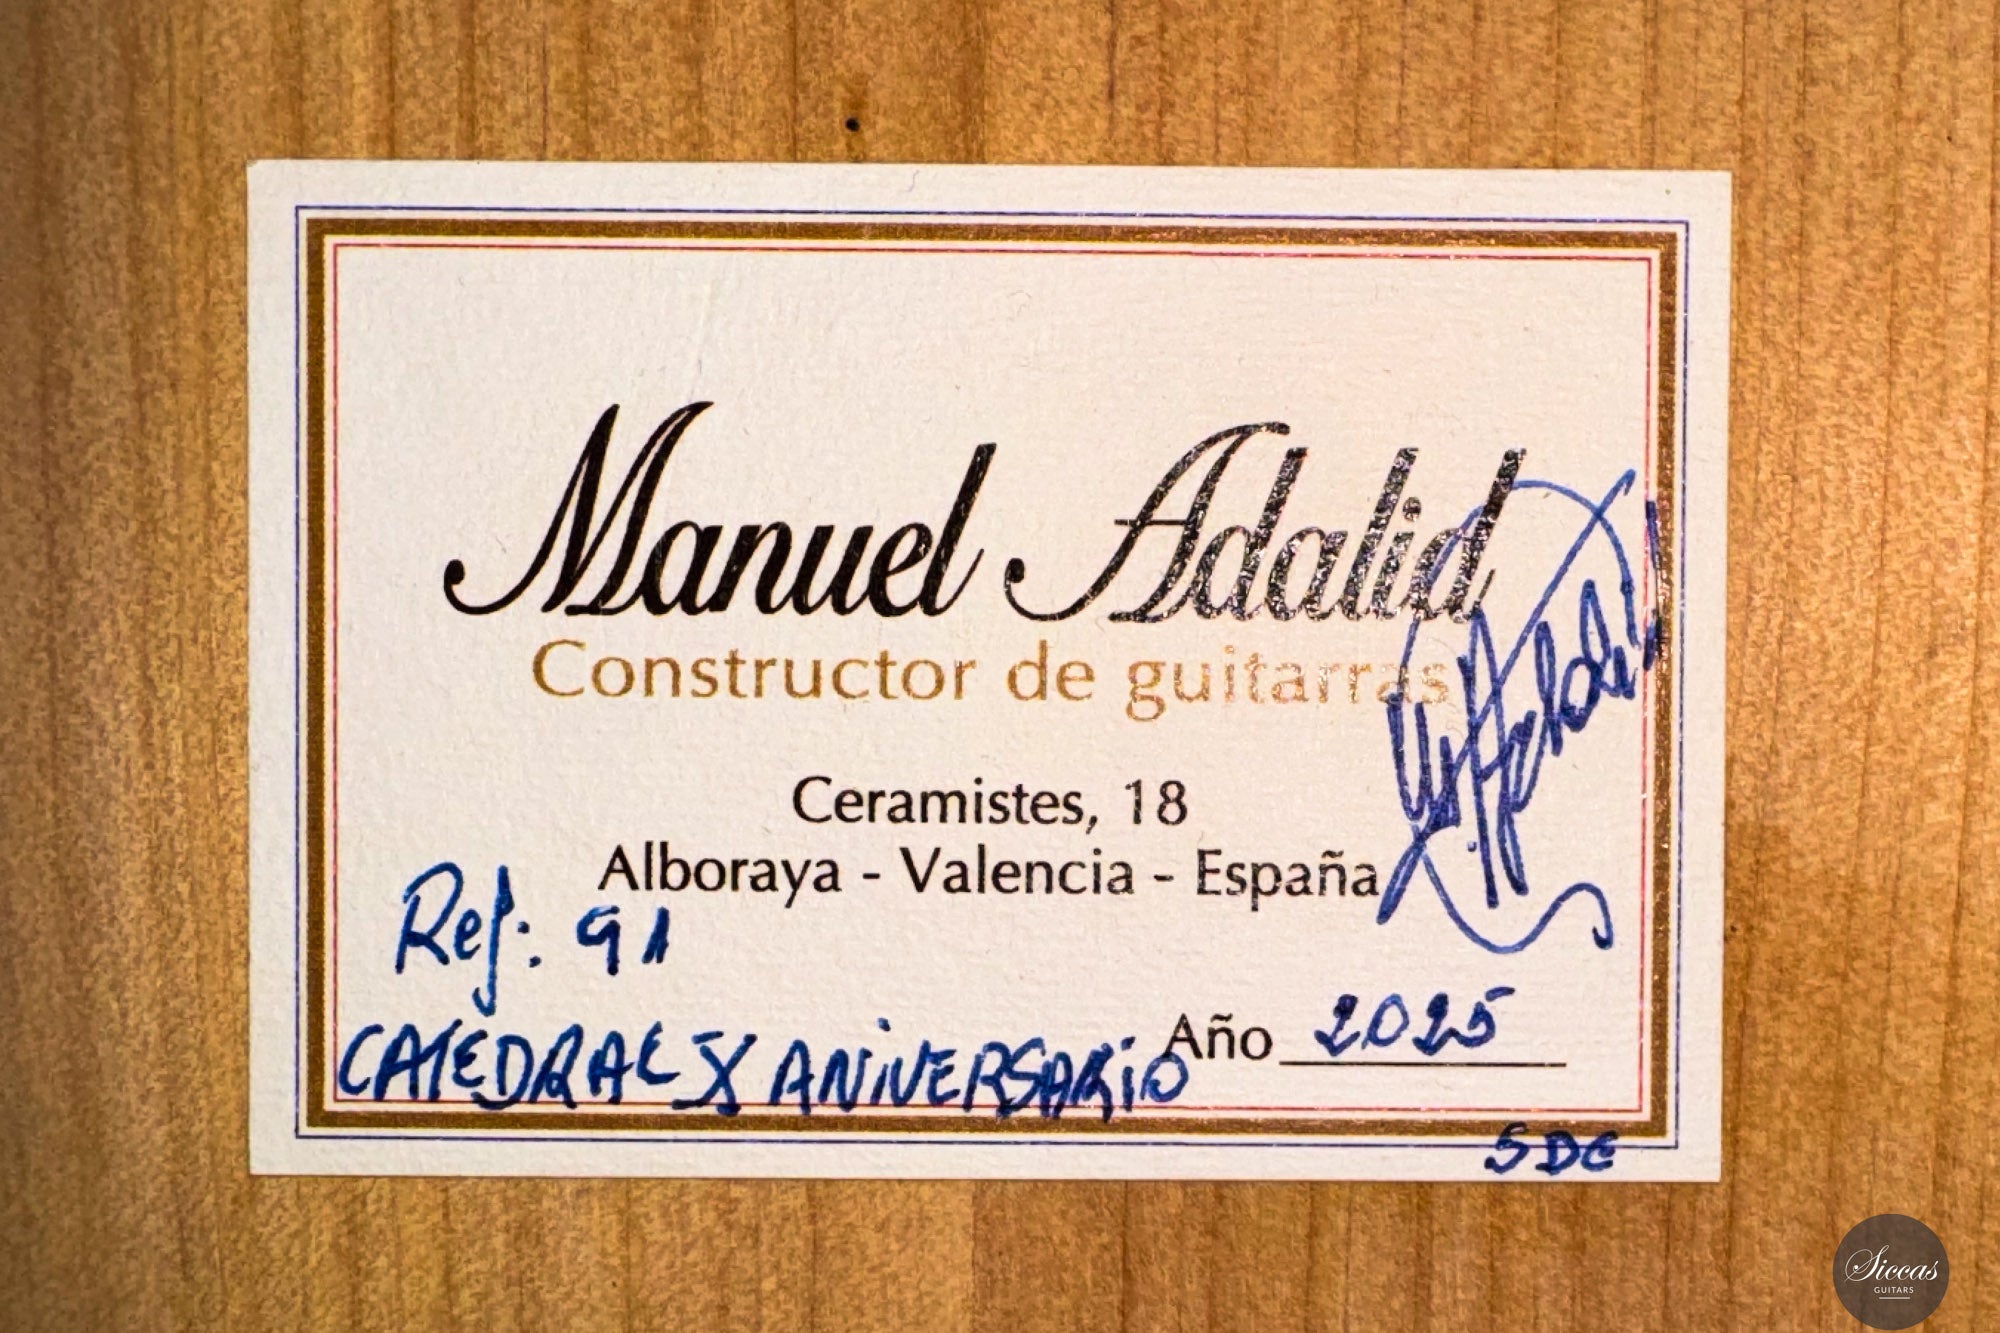 Manuel Adalid
Constructor de guitarras
Ceramistes, 18
Alboraya - Valencia - España
Ref: 91
Año 2025
CATEDRAL X ANIVERSARIO
SDC
Siccas
GUITARS